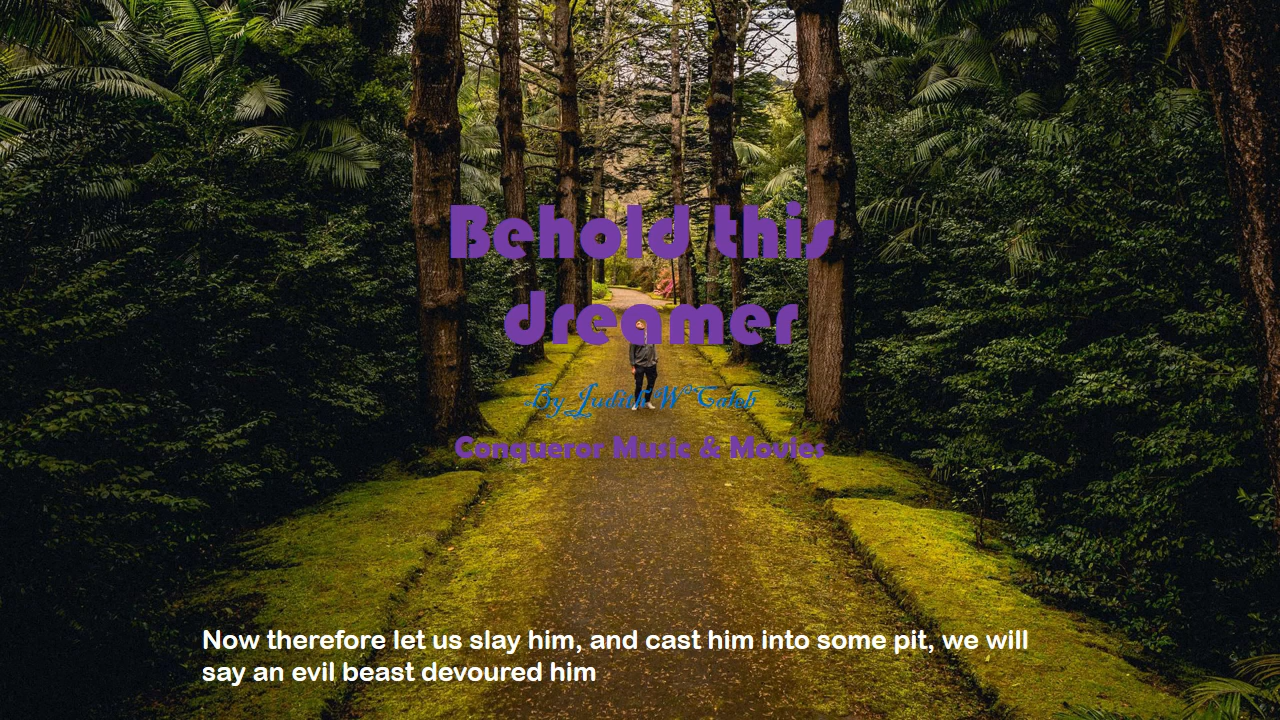 Behold this
dreamer
By Judith W° Caleb
Conqueror Music & Movies
Now therefore let us slay him, and cast him into some pit, we will
say an evil beast devoured him